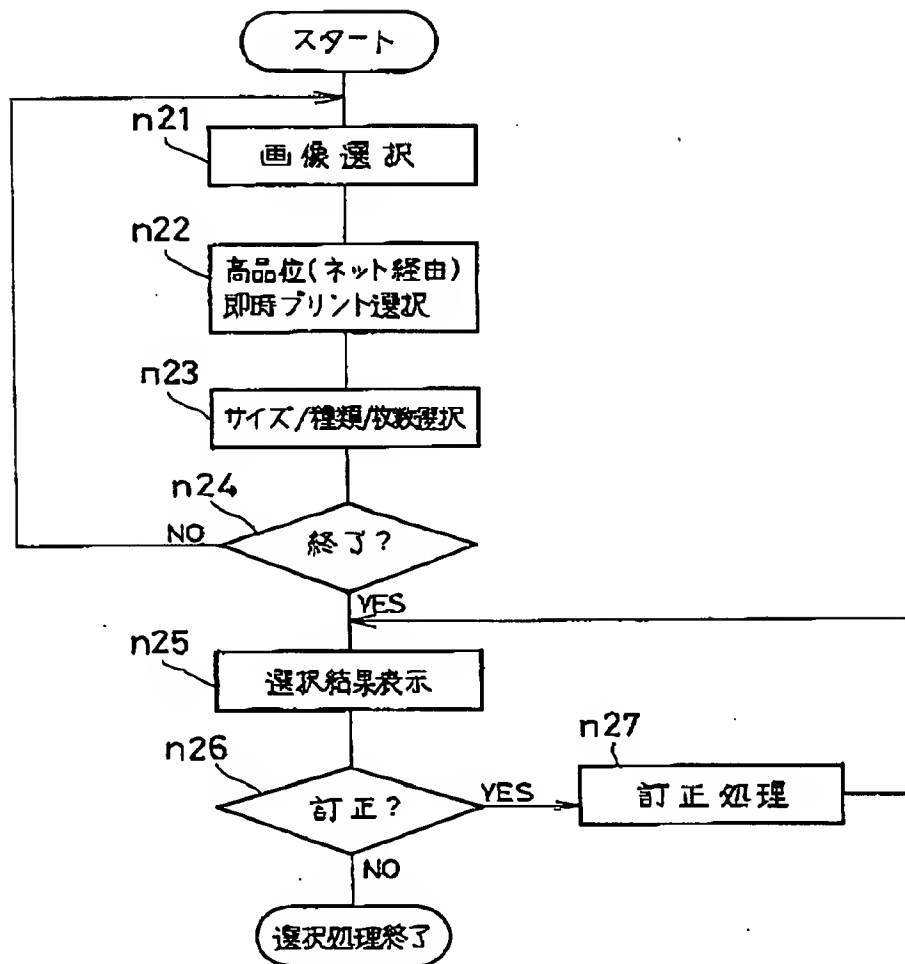 スタート
n21
画像選択
n22
高品位(ネット経由)
即時プリント選択
n23
サイズ/種類/枚数選択
n24
NO
終了?
YES
n25
選択結果表示
n26
訂正?
YES
n27
訂正処理
NO
選択処理終了